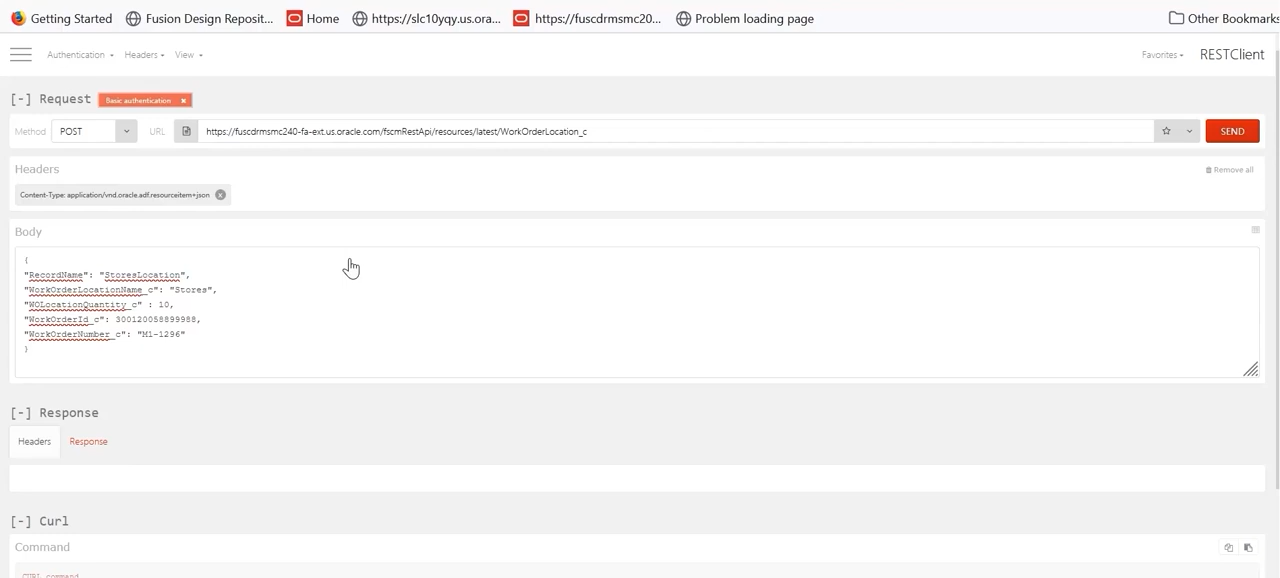 Getting Started Fusion Design Reposit... Home https://slc10yqy.us.ora... https://fuscdrmsmc20... Problem loading page Other Bookmarks
Authentication Headers View Favorites RESTClient
[-] Request Basic authentication ×
Method POST URL https://fuscdrmsmc240-fa-ext.us.oracle.com/fscmRestApi/resources/latest/WorkOrderLocation_c SEND
Headers Remove all
Content-Type: application/vnd.oracle.adf.resourceitem+json
Body
{
"RecordName": "StoresLocation",
"WorkOrderLocationName_c": "Stores",
"WOLocationQuantity_c" : 10,
"WorkOrderId_c": 300120058899988,
"WorkOrderNumber_c": "M1-1296"
}
[-] Response
Headers Response
[-] Curl
Command
CURL command